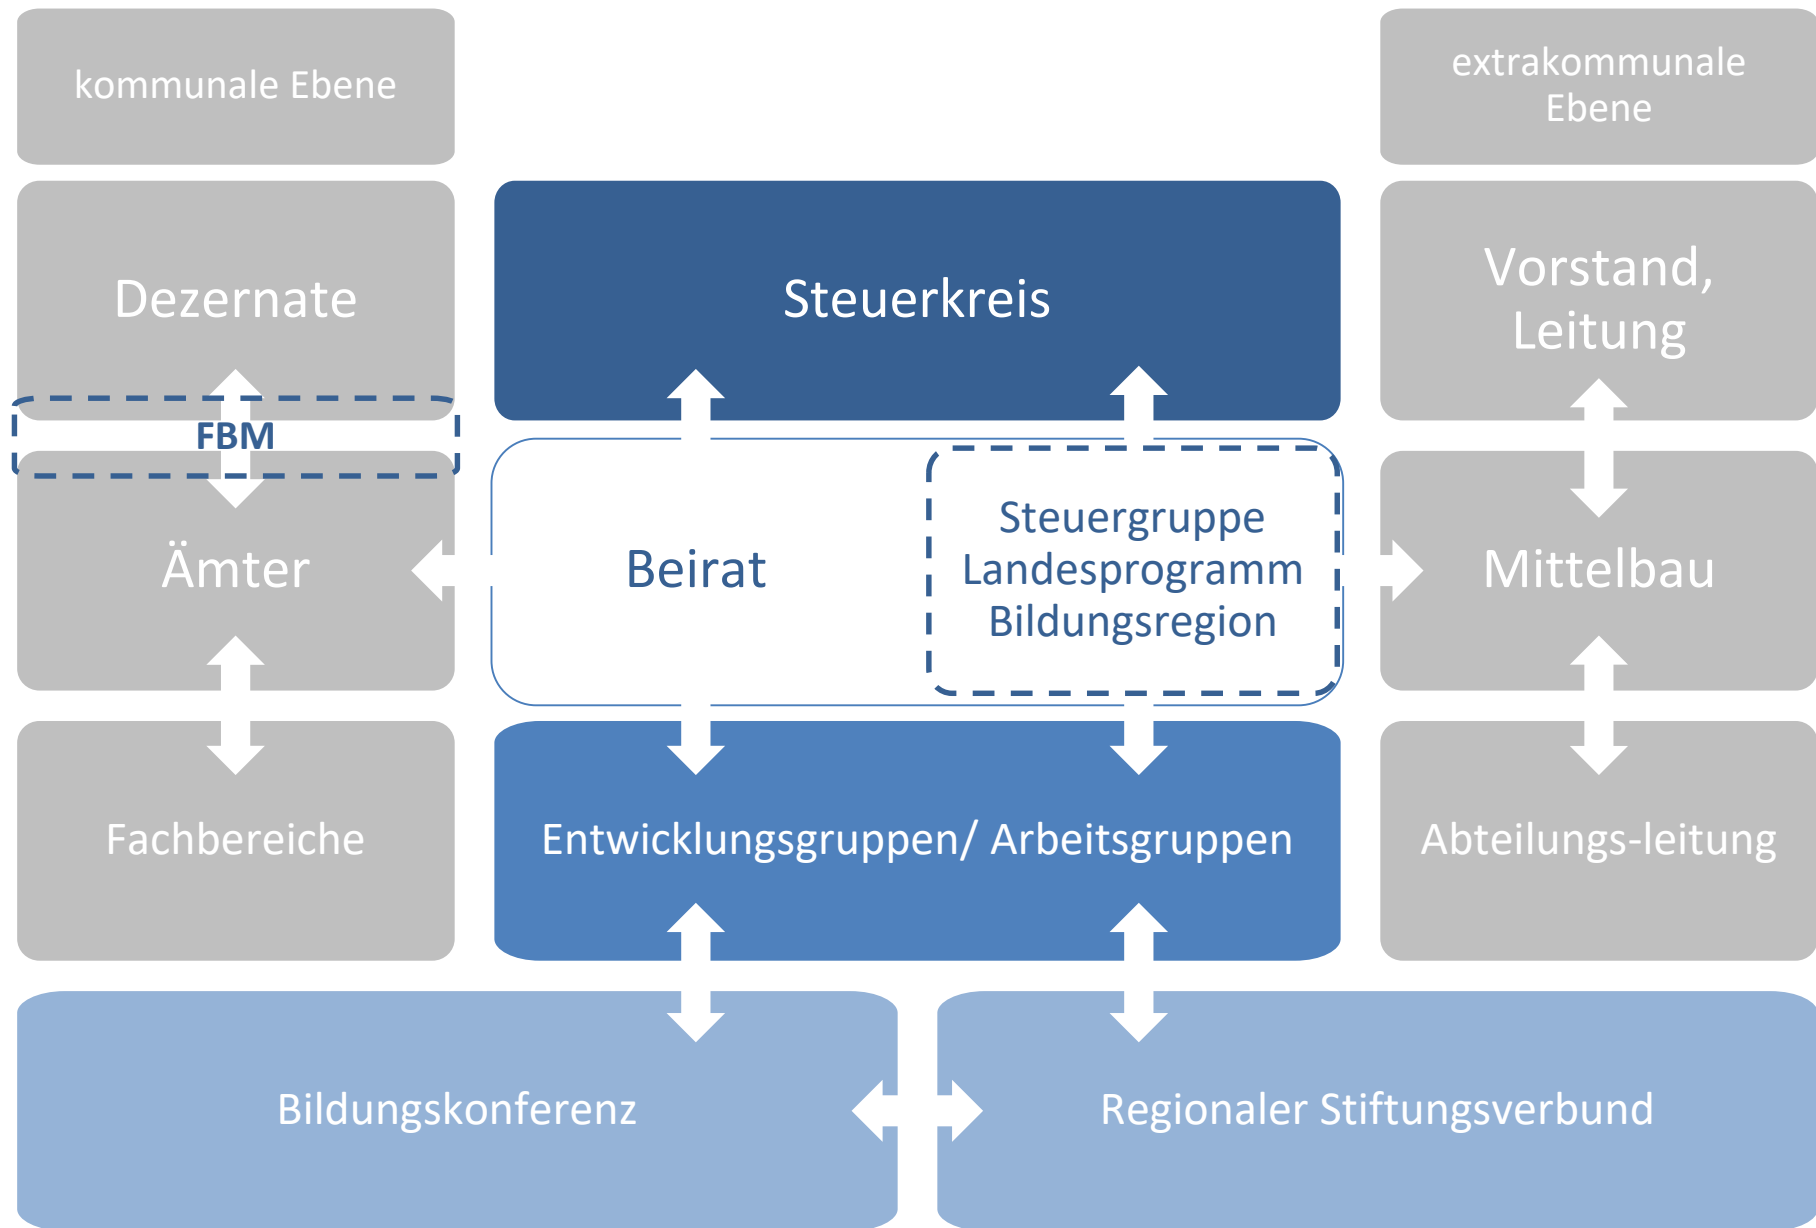 kommunale Ebene
extrakommunale
Ebene
Dezernate
Steuerkreis
Vorstand,
Leitung
FBM
Ämter
Beirat
Steuergruppe
Landesprogramm
Bildungsregion
Mittelbau
Fachbereiche
Entwicklungsgruppen/ Arbeitsgruppen
Abteilungs-leitung
Bildungskonferenz
Regionaler Stiftungsverbund